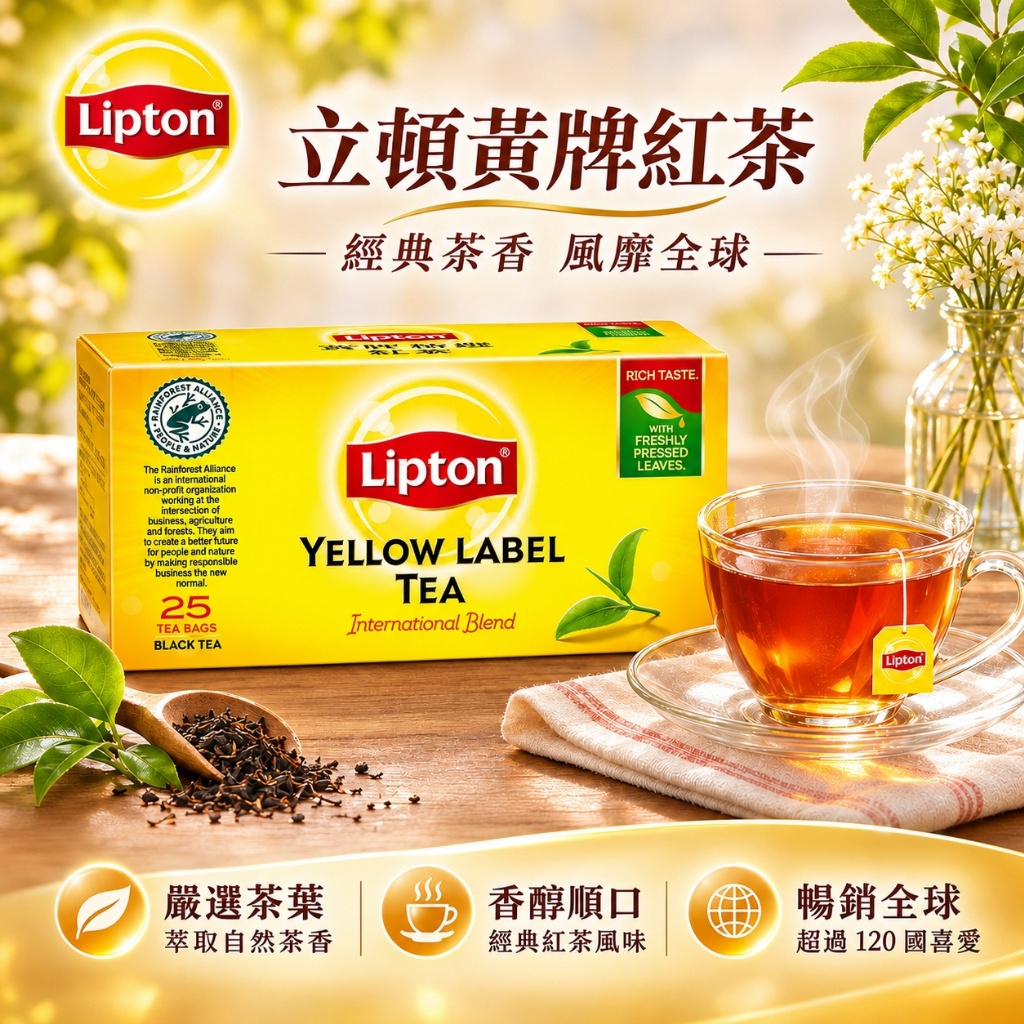 Lipton®
立頓黃牌紅茶
經典茶香 風靡全球
Lipton
RAINFOREST ALLIANCE
PEOPLE & NATURE
The Rainforest Alliance
is an international
non-profit organization
working at the
intersection of
business, agriculture
and forests. They aim
to create a better future
for people and nature
by making responsible
business the new
normal.
25
TEA BAGS
BLACK TEA
Lipton®
YELLOW LABEL
TEA
International Blend
RICH TASTE.
WITH
FRESHLY
PRESSED
LEAVES.
Lipton
嚴選茶葉
萃取自然茶香
香醇順口
經典紅茶風味
暢銷全球
超過 120 國喜愛